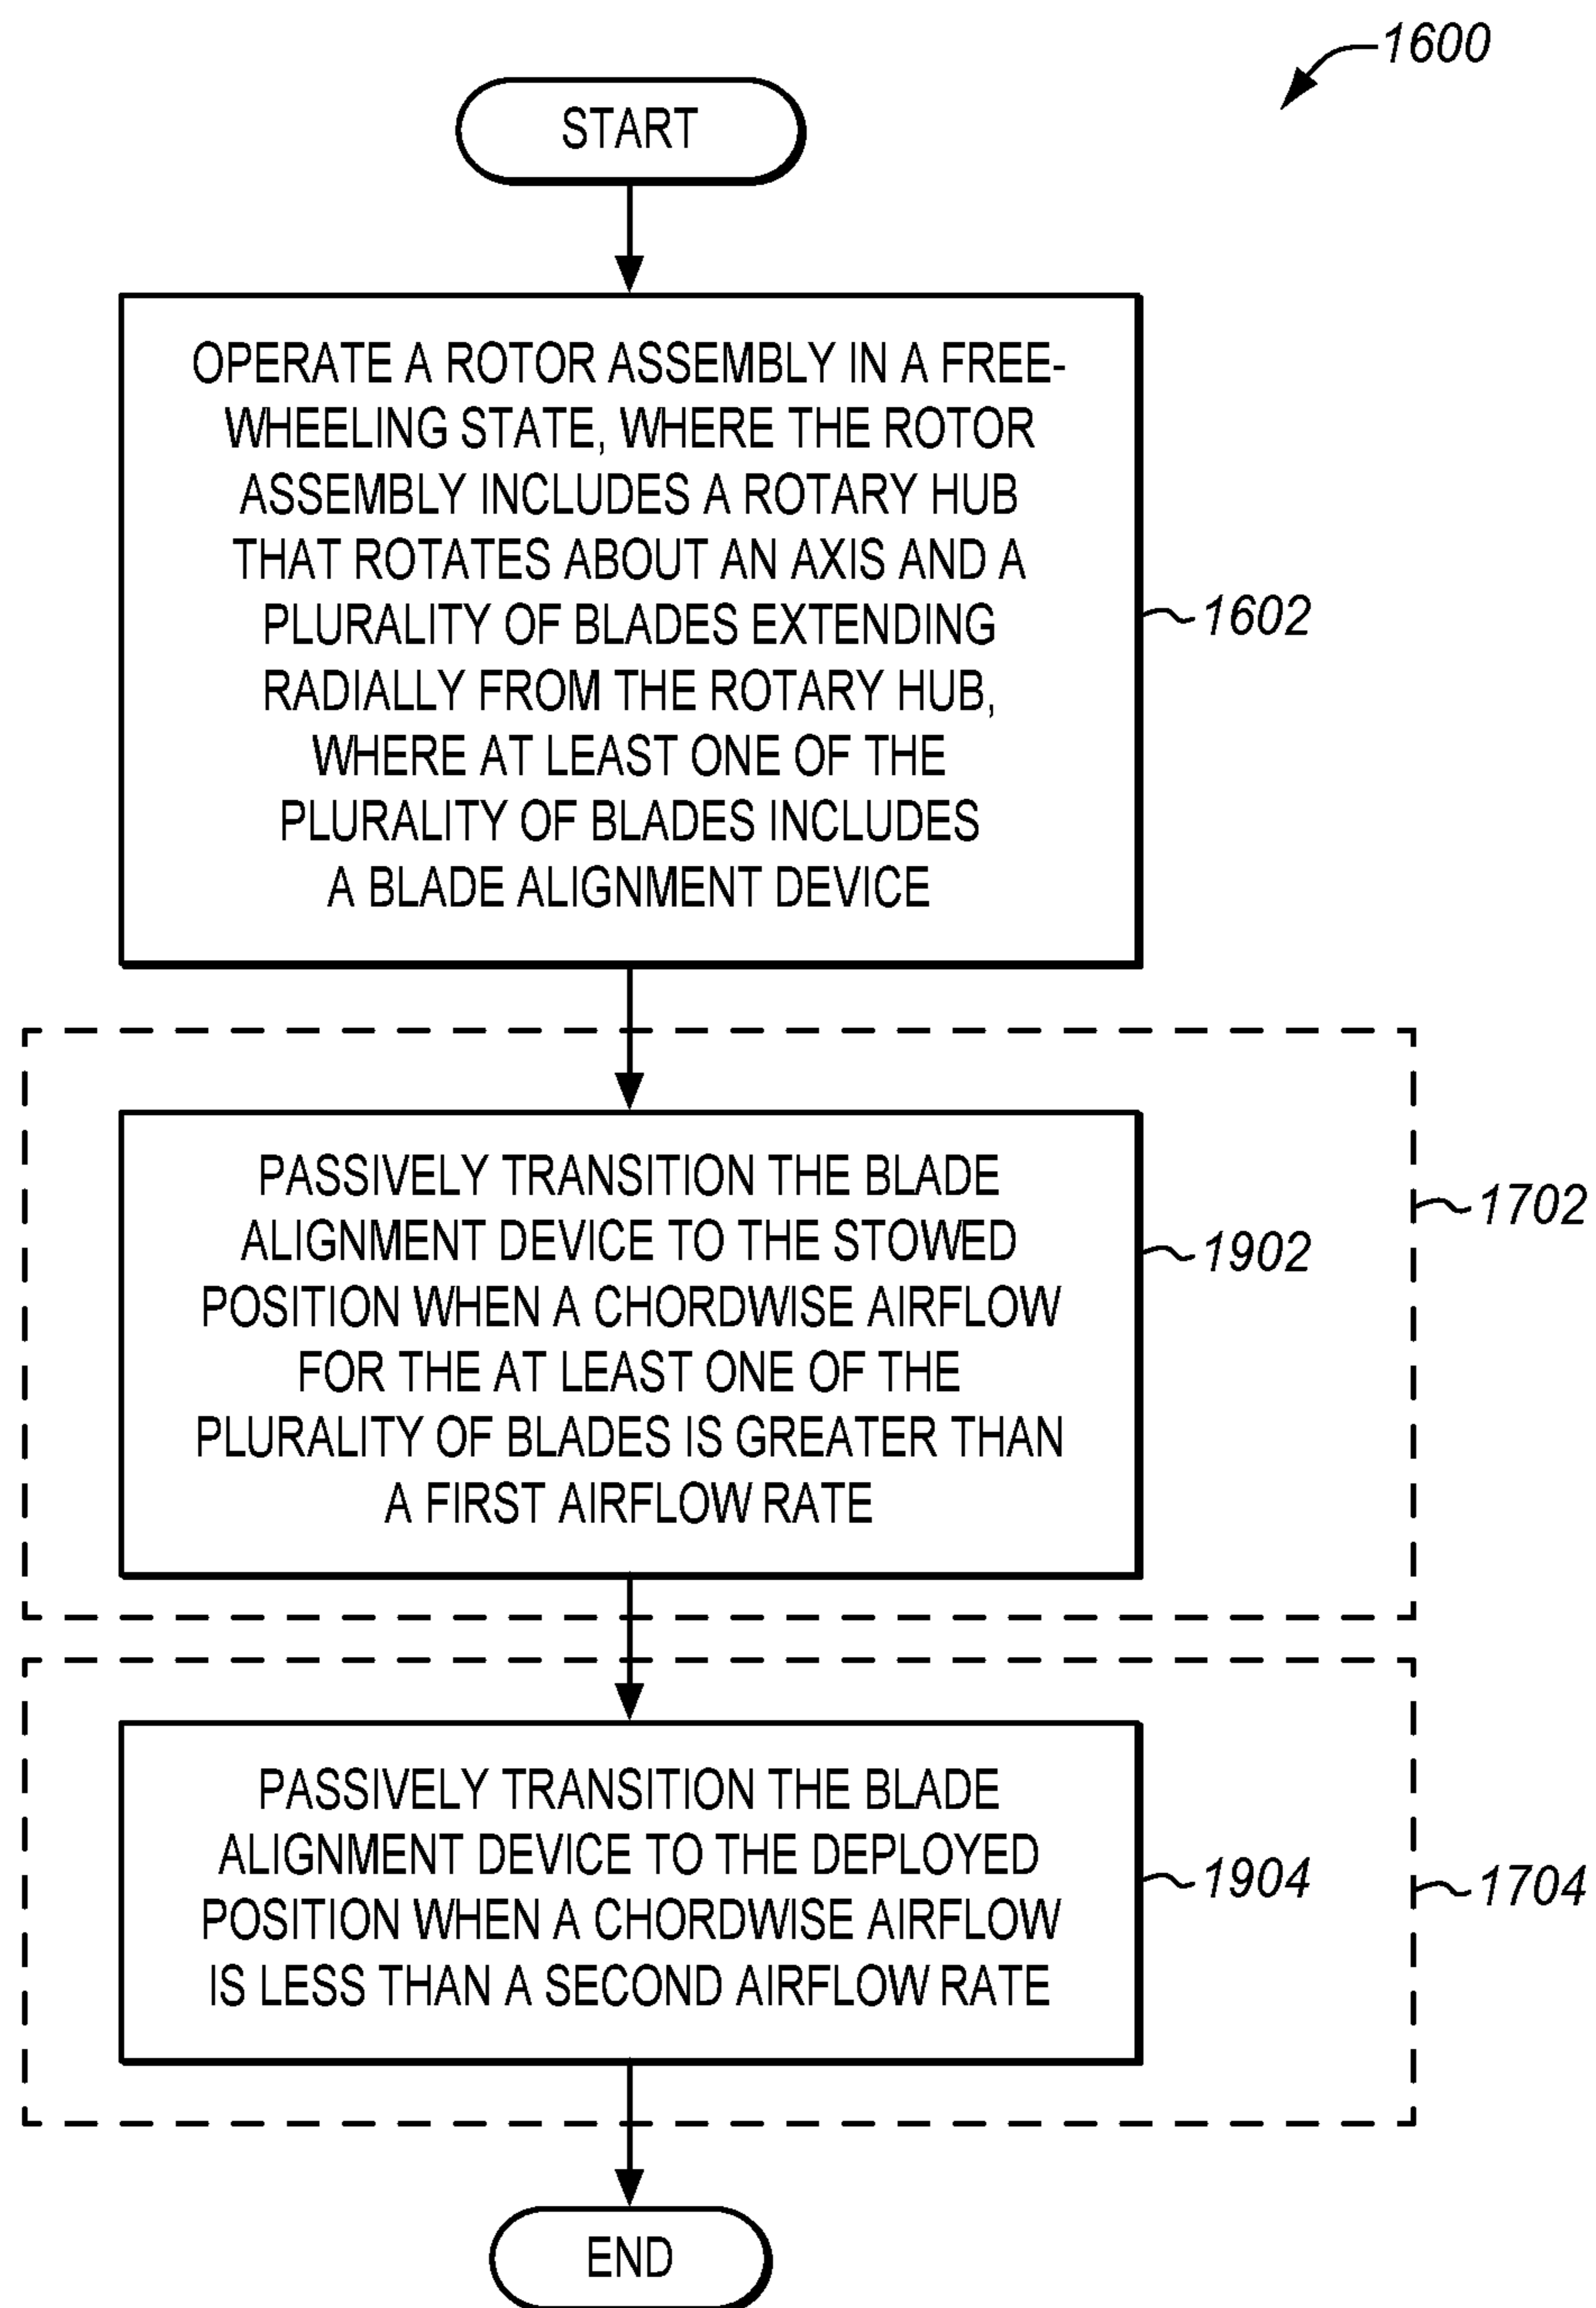 1600
START
OPERATE A ROTOR ASSEMBLY IN A FREE-
WHEELING STATE, WHERE THE ROTOR
ASSEMBLY INCLUDES A ROTARY HUB
THAT ROTATES ABOUT AN AXIS AND A
PLURALITY OF BLADES EXTENDING
RADIALLY FROM THE ROTARY HUB,
WHERE AT LEAST ONE OF THE
PLURALITY OF BLADES INCLUDES
A BLADE ALIGNMENT DEVICE
1602
PASSIVELY TRANSITION THE BLADE
ALIGNMENT DEVICE TO THE STOWED
POSITION WHEN A CHORDWISE AIRFLOW
FOR THE AT LEAST ONE OF THE
PLURALITY OF BLADES IS GREATER THAN
A FIRST AIRFLOW RATE
1902
1702
PASSIVELY TRANSITION THE BLADE
ALIGNMENT DEVICE TO THE DEPLOYED
POSITION WHEN A CHORDWISE AIRFLOW
IS LESS THAN A SECOND AIRFLOW RATE
1904
1704
END